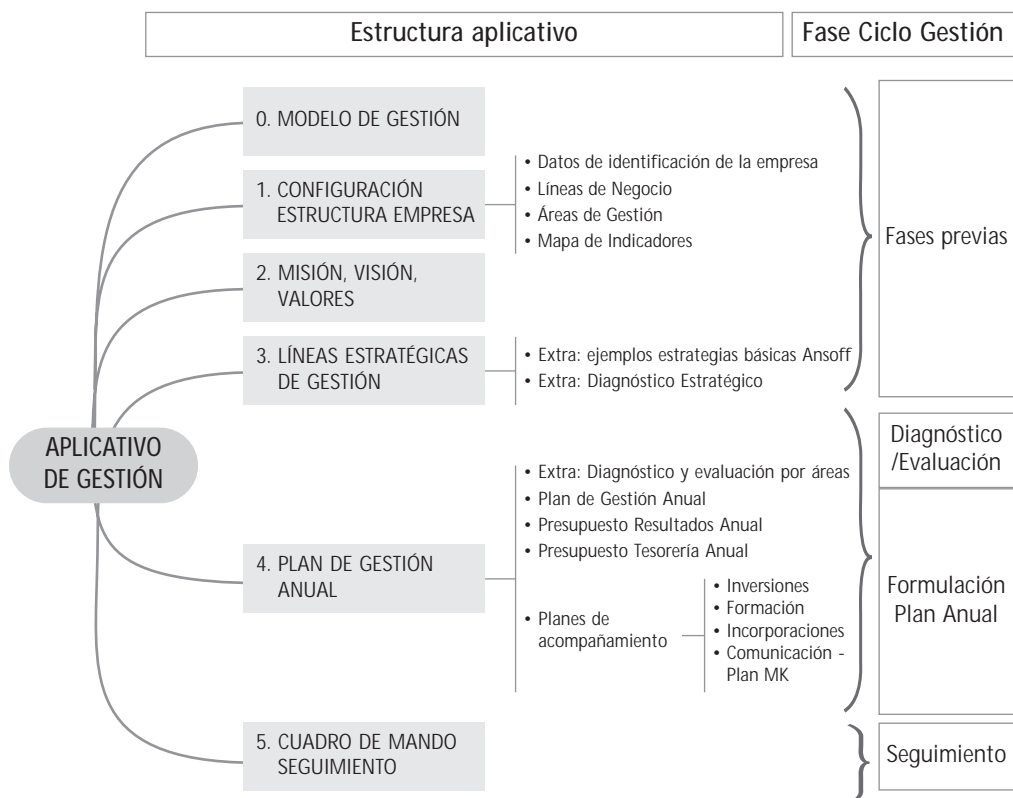 Estructura aplicativo
Fase Ciclo Gestión
APLICATIVO
DE GESTIÓN
0. MODELO DE GESTIÓN
1. CONFIGURACIÓN
ESTRUCTURA EMPRESA
• Datos de identificación de la empresa
• Líneas de Negocio
• Áreas de Gestión
• Mapa de Indicadores
2. MISIÓN, VISIÓN,
VALORES
3. LÍNEAS ESTRATÉGICAS
DE GESTIÓN
• Extra: ejemplos estrategias básicas Ansoff
• Extra: Diagnóstico Estratégico
Fases previas
4. PLAN DE GESTIÓN
ANUAL
• Extra: Diagnóstico y evaluación por áreas
• Plan de Gestión Anual
• Presupuesto Resultados Anual
• Presupuesto Tesorería Anual
• Planes de
acompañamiento
• Inversiones
• Formación
• Incorporaciones
• Comunicación -
Plan MK
Diagnóstico
/Evaluación
Formulación
Plan Anual
5. CUADRO DE MANDO
SEGUIMIENTO
Seguimiento